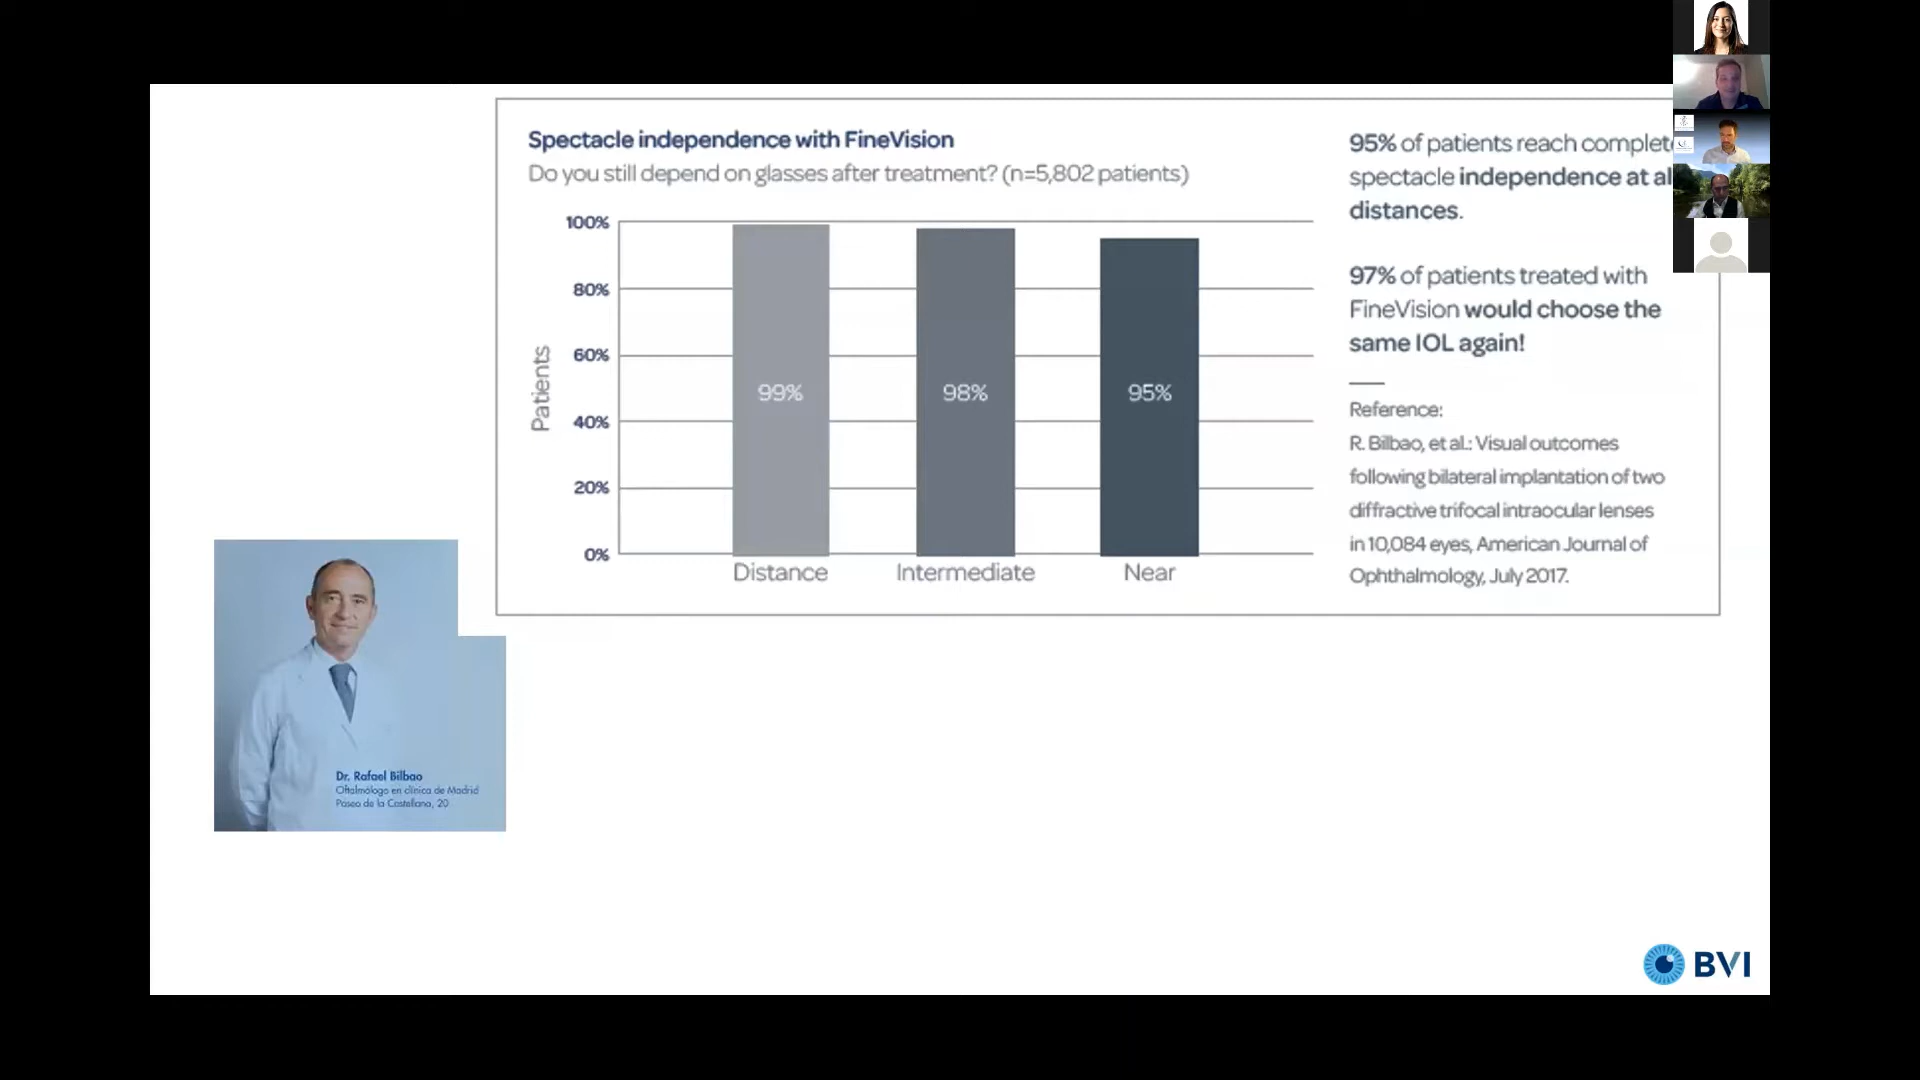 Spectacle independence with FineVision
Do you still depend on glasses after treatment? (n=5,802 patients)
100%
80%
60%
40%
20%
0%
Patients
99%
98%
95%
Distance
Intermediate
Near
95% of patients reach complet
spectacle independence at al
distances.
97% of patients treated with
FineVision would choose the
same IOL again!
Reference:
R. Bilbao, et al.: Visual outcomes
following bilateral implantation of two
diffractive trifocal intraocular lenses
in 10,084 eyes, American Journal of
Ophthalmology, July 2017.
Dr. Rafael Bilbao
Oftalmólogo en clínica de Madrid
Paseo de la Castellana, 20
BVI